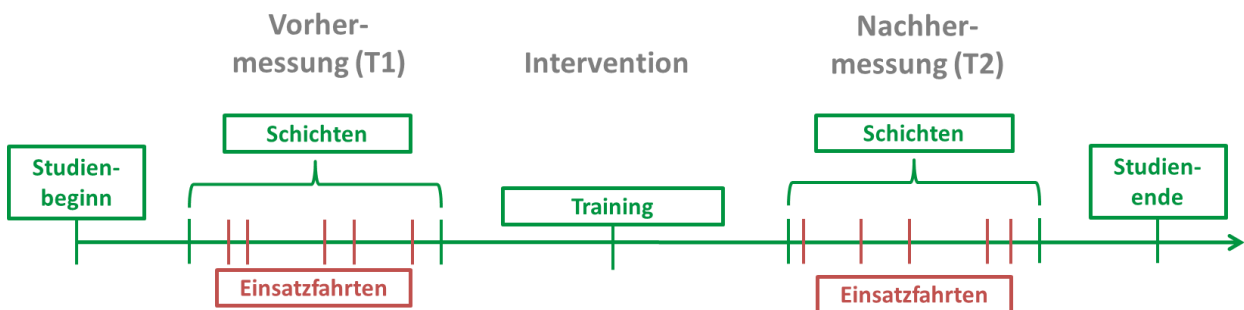 Vorher-
messung (T1)
Intervention
Nachher-
messung (T2)
Schichten
Schichten
Studien-
beginn
Training
Studien-
ende
Einsatzfahrten
Einsatzfahrten